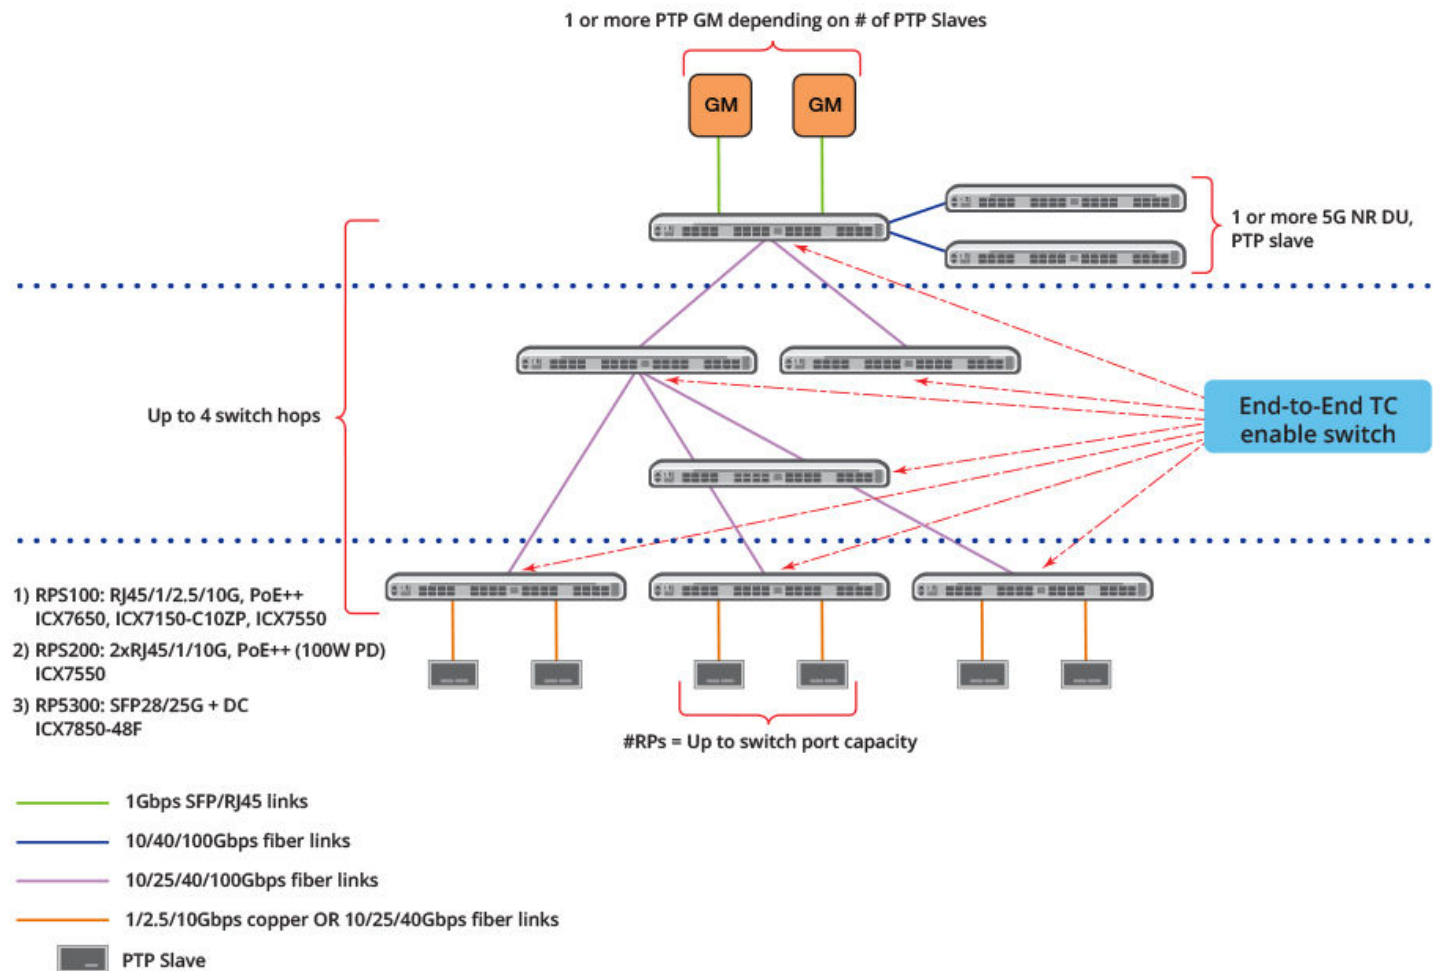 1 or more PTP GM depending on # of PTP Slaves
GM
GM
1 or more 5G NR DU,
PTP slave
Up to 4 switch hops
End-to-End TC
enable switch
1) RPS100: RJ45/1/2.5/10G, PoE++
ICX7650, ICX7150-C10ZP, ICX7550
2) RPS200: 2xRJ45/1/10G, PoE++ (100W PD)
ICX7550
3) RP5300: SFP28/25G + DC
ICX7850-48F
#RPs = Up to switch port capacity
1Gbps SFP/RJ45 links
10/40/100Gbps fiber links
10/25/40/100Gbps fiber links
1/2.5/10Gbps copper OR 10/25/40Gbps fiber links
PTP Slave